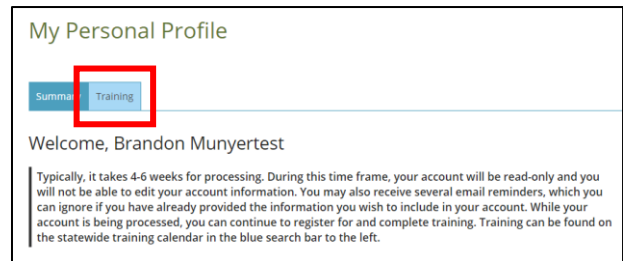 My Personal Profile
Summary Training
Welcome, Brandon Munyertest
Typically, it takes 4-6 weeks for processing. During this time frame, your account will be read-only and you
will not be able to edit your account information. You may also receive several email reminders, which you
can ignore if you have already provided the information you wish to include in your account. While your
account is being processed, you can continue to register for and complete training. Training can be found on
the statewide training calendar in the blue search bar to the left.